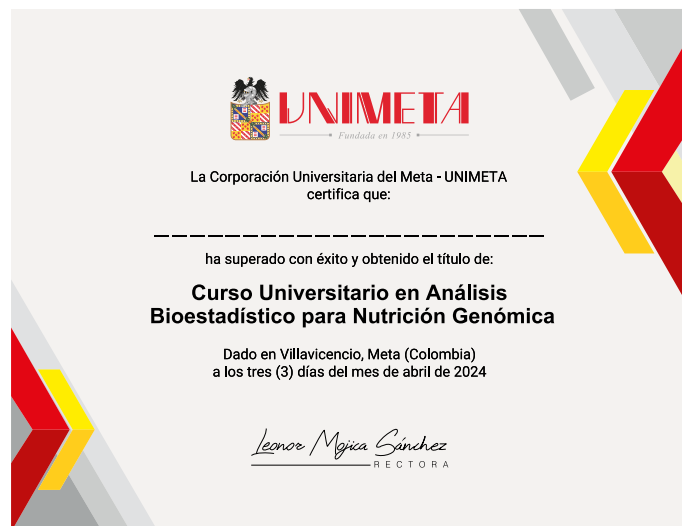 UNIMETA
Fundada en 1985
La Corporación Universitaria del Meta - UNIMETA
certifica que:
ha superado con éxito y obtenido el título de:
Curso Universitario en Análisis
Bioestadístico para Nutrición Genómica
Dado en Villavicencio, Meta (Colombia)
a los tres (3) días del mes de abril de 2024
Leonor Mojica Sánchez
RECTORA